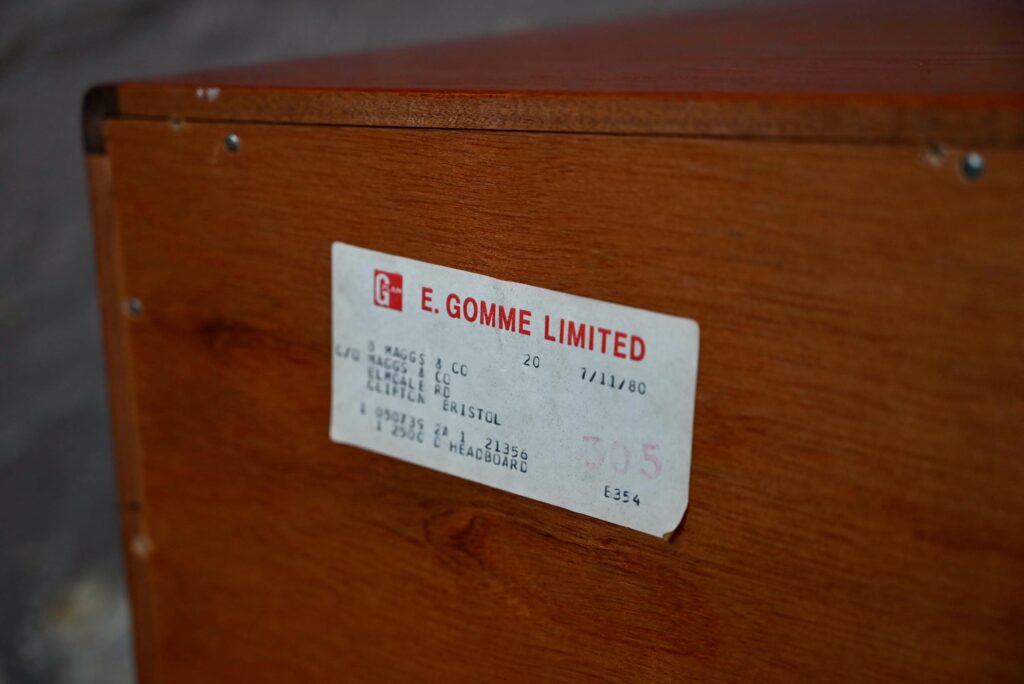 G PLAN
E. GOMME LIMITED
MAGGS & CO 20 7/11/80
C/O MAGGS & CO
ELMDALE RD
CLIFTON BRISTOL
1 2A 1 21356
1 2500 HEADBOARD
305
E354